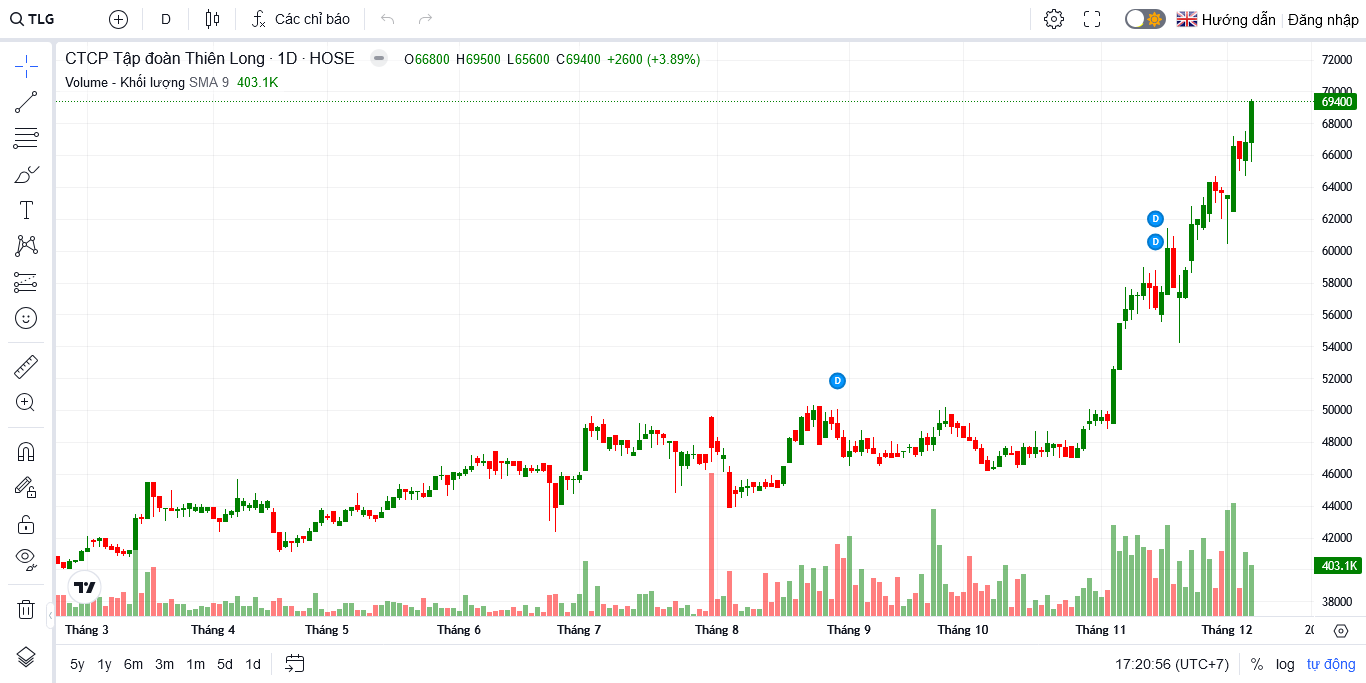 TLG D Các chỉ báo Hướng dẫn Đăng nhập
CTCP Tập đoàn Thiên Long · 1D · HOSE O66800 H69500 L65600 C69400 +2600 (+3.89%)
Volume - Khối lượng SMA 9 403.1K
72000
70000
69400
68000
66000
64000
62000
60000
58000
56000
54000
52000
50000
48000
46000
44000
42000
403.1K
38000
D
D
D
Tháng 3 Tháng 4 Tháng 5 Tháng 6 Tháng 7 Tháng 8 Tháng 9 Tháng 10 Tháng 11 Tháng 12
5y 1y 6m 3m 1m 5d 1d 17:20:56 (UTC+7) % log tự động